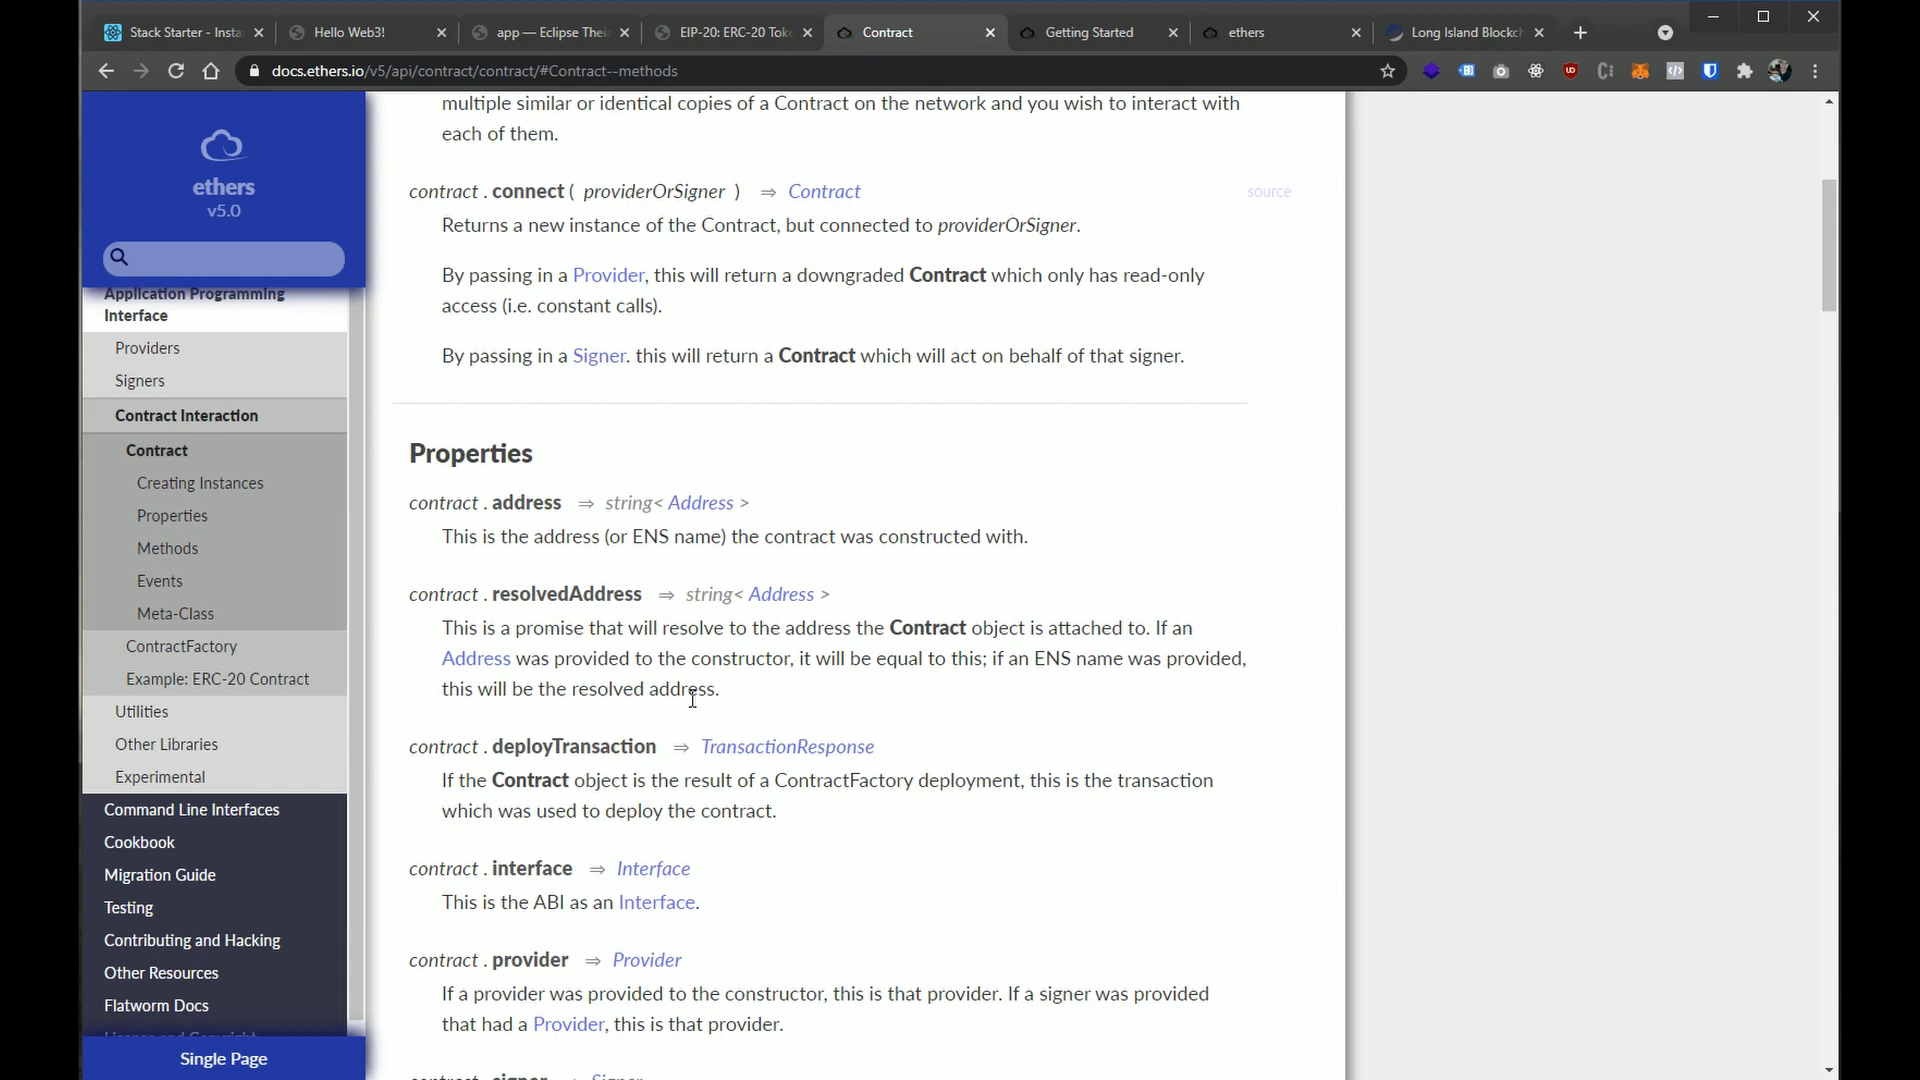 Stack Starter - Insta
Hello Web3!
app — Eclipse Thei
EIP-20: ERC-20 Tok
Contract
Getting Started
ethers
Long Island Blockch
docs.ethers.io/v5/api/contract/contract/#Contract--methods
ethers
v5.0
Application Programming
Interface
Providers
Signers
Contract Interaction
Contract
Creating Instances
Properties
Methods
Events
Meta-Class
ContractFactory
Example: ERC-20 Contract
Utilities
Other Libraries
Experimental
Command Line Interfaces
Cookbook
Migration Guide
Testing
Contributing and Hacking
Other Resources
Flatworm Docs
Single Page
multiple similar or identical copies of a Contract on the network and you wish to interact with
each of them.
contract . connect ( providerOrSigner ) ⇒ Contract
source
Returns a new instance of the Contract, but connected to providerOrSigner.
By passing in a Provider, this will return a downgraded Contract which only has read-only
access (i.e. constant calls).
By passing in a Signer. this will return a Contract which will act on behalf of that signer.
Properties
contract . address ⇒ string< Address >
This is the address (or ENS name) the contract was constructed with.
contract . resolvedAddress ⇒ string< Address >
This is a promise that will resolve to the address the Contract object is attached to. If an
Address was provided to the constructor, it will be equal to this; if an ENS name was provided,
this will be the resolved address.
contract . deployTransaction ⇒ TransactionResponse
If the Contract object is the result of a ContractFactory deployment, this is the transaction
which was used to deploy the contract.
contract . interface ⇒ Interface
This is the ABI as an Interface.
contract . provider ⇒ Provider
If a provider was provided to the constructor, this is that provider. If a signer was provided
that had a Provider, this is that provider.
contract . signer ⇒ Signer